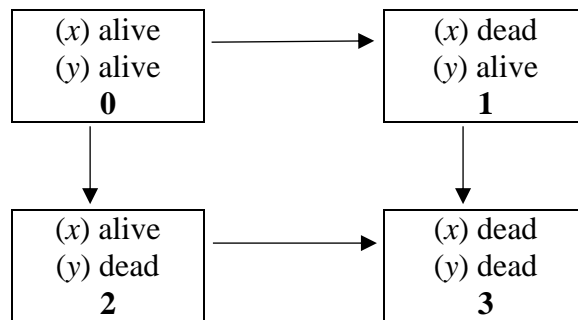 (x) alive
(y) alive
0
(x) dead
(y) alive
1
(x) alive
(y) dead
2
(x) dead
(y) dead
3